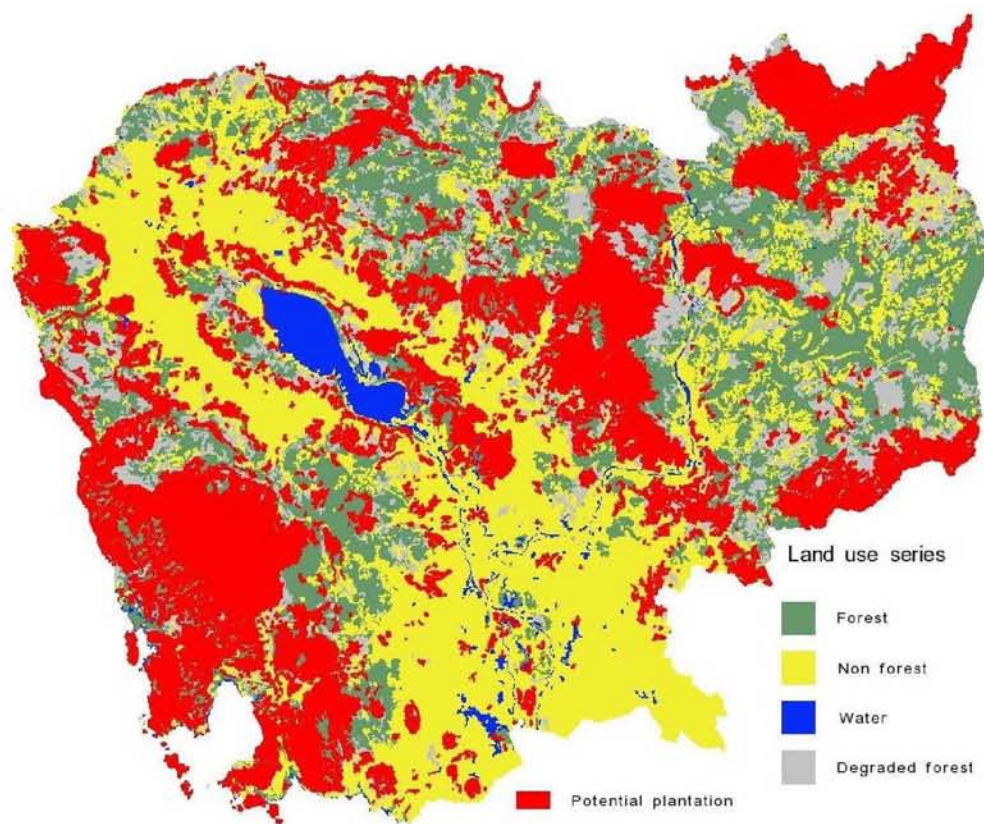 Land use series
Forest
Non forest
Water
Degraded forest
Potential plantation